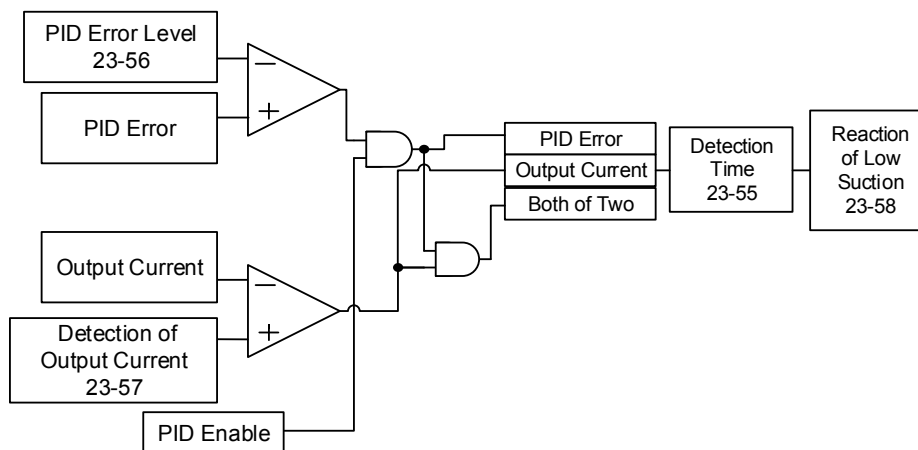 PID Error Level
23-56
PID Error
Output Current
Detection of
Output Current
23-57
PID Enable
PID Error
Output Current
Both of Two
Detection
Time
23-55
Reaction
of Low
Suction
23-58